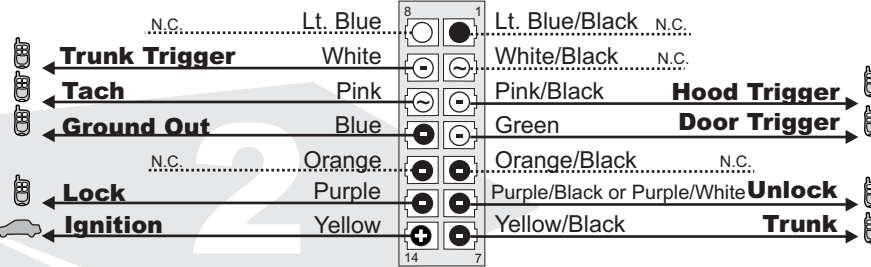 8 1
N.C. Lt. Blue Lt. Blue/Black N.C.
Trunk Trigger White White/Black N.C.
Tach Pink Pink/Black Hood Trigger
Ground Out Blue Green Door Trigger
N.C. Orange Orange/Black N.C.
Lock Purple Purple/Black or Purple/White Unlock
Ignition Yellow Yellow/Black Trunk
14 7
2